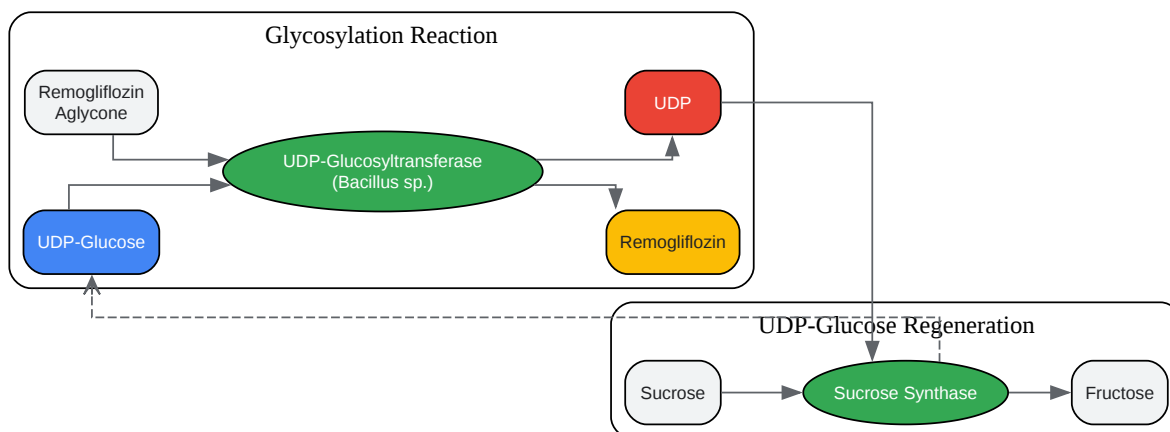 Glycosylation Reaction
Remogliflozin
Aglycone
UDP
UDP-Glucosyltransferase
(Bacillus sp.)
UDP-Glucose
Remogliflozin
UDP-Glucose Regeneration
Sucrose
Sucrose Synthase
Fructose